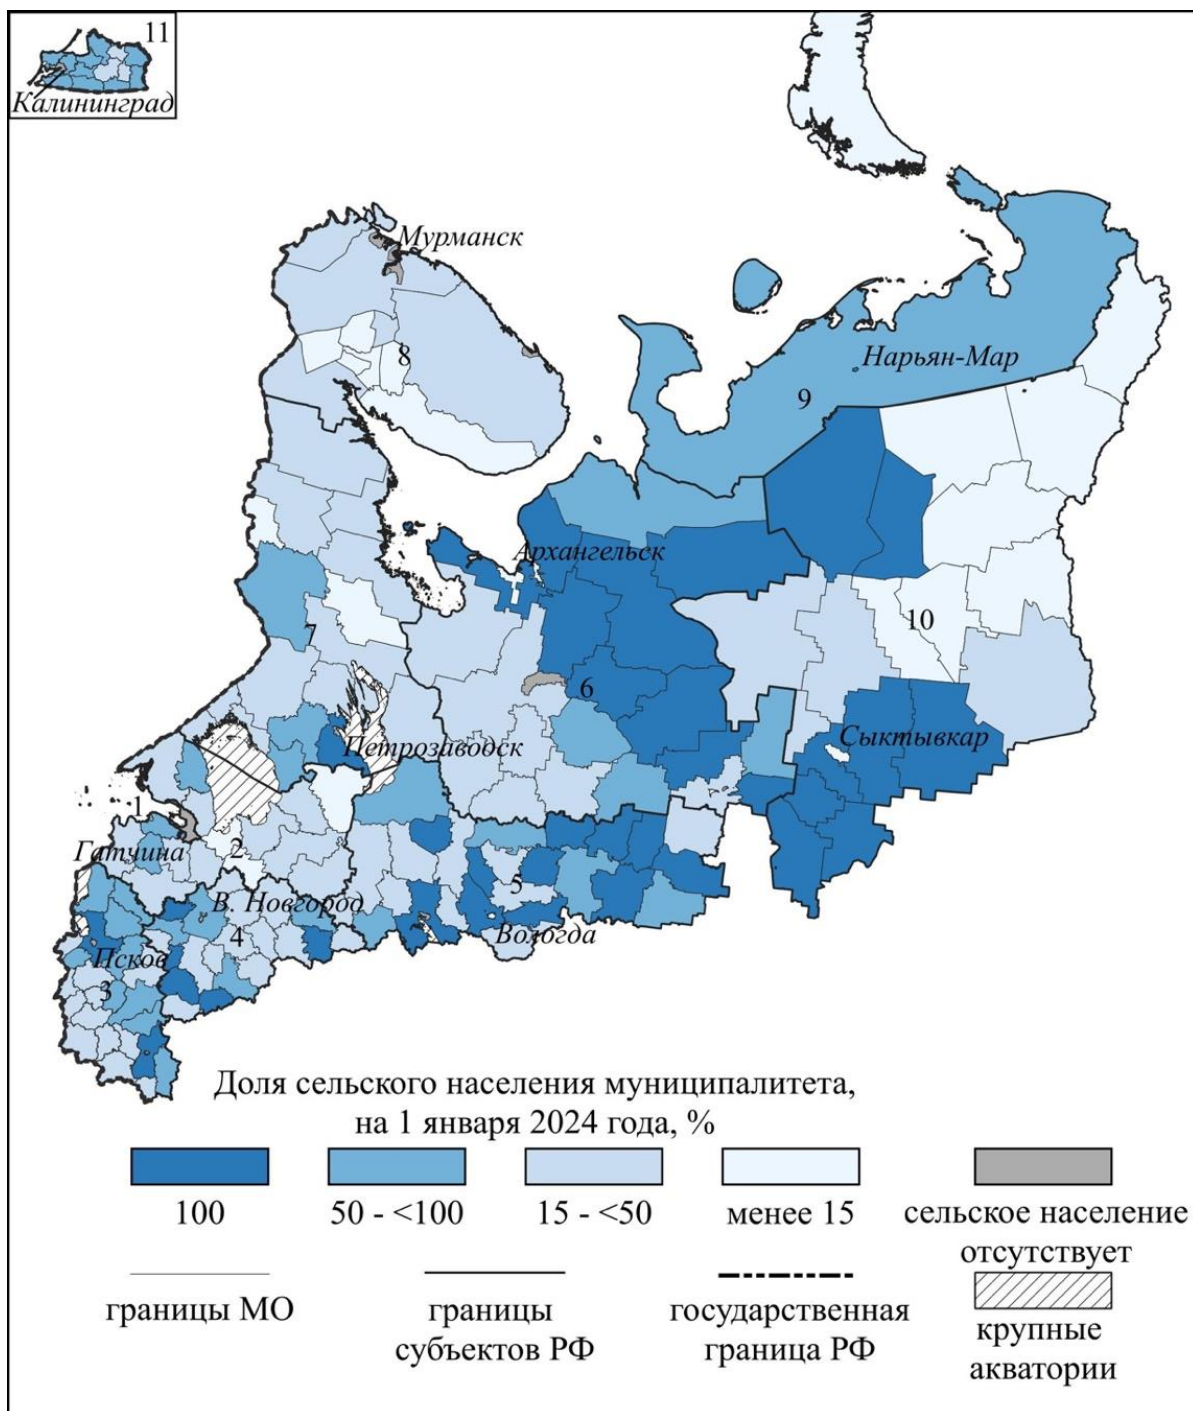 11
Калининград
Мурманск
8
Нарьян-Мар
9
Архангельск
10
7
6
Сыктывкар
Петрозаводск
1
Гатчина
2
5
В. Новгород
4
Вологда
Псков
3
Доля сельского населения муниципалитета,
на 1 января 2024 года, %
100
50 - <100
15 - <50
менее 15
сельское население
отсутствует
границы МО
границы
субъектов РФ
государственная
граница РФ
крупные
акватории